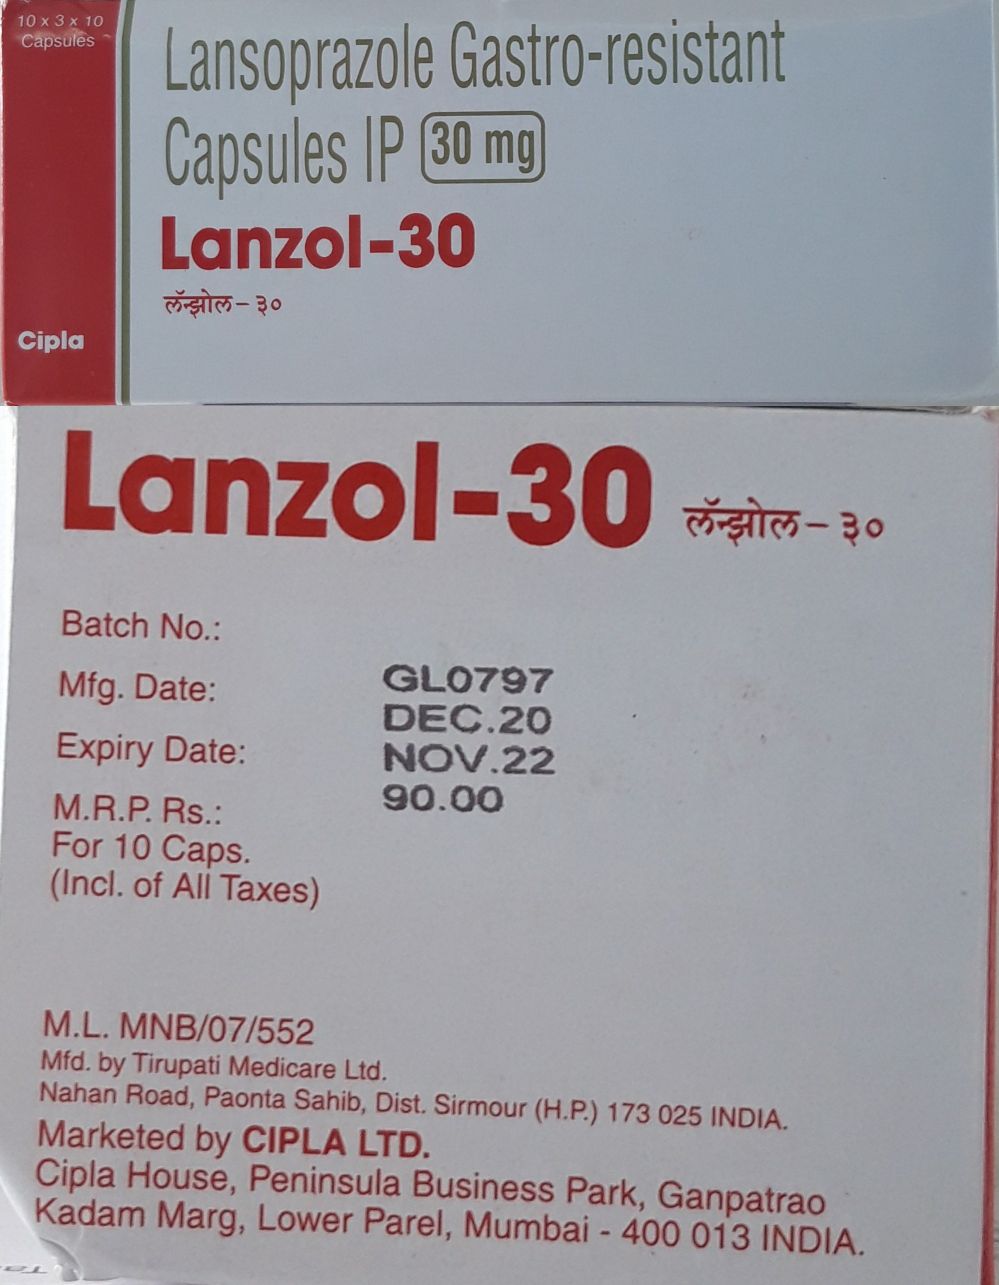 10 x 3 x 10
Capsules
Lansoprazole Gastro-resistant
Capsules IP 30 mg
Lanzol-30
लॅन्झोल – ३०
Cipla
Lanzol-30 लॅन्झोल – ३०
Batch No.:
GL0797
Mfg. Date:
DEC.20
Expiry Date:
NOV.22
M.R.P. Rs.:
90.00
For 10 Caps.
(Incl. of All Taxes)
M.L. MNB/07/552
Mfd. by Tirupati Medicare Ltd.
Nahan Road, Paonta Sahib, Dist. Sirmour (H.P.) 173 025 INDIA.
Marketed by CIPLA LTD.
Cipla House, Peninsula Business Park, Ganpatrao
Kadam Marg, Lower Parel, Mumbai - 400 013 INDIA.